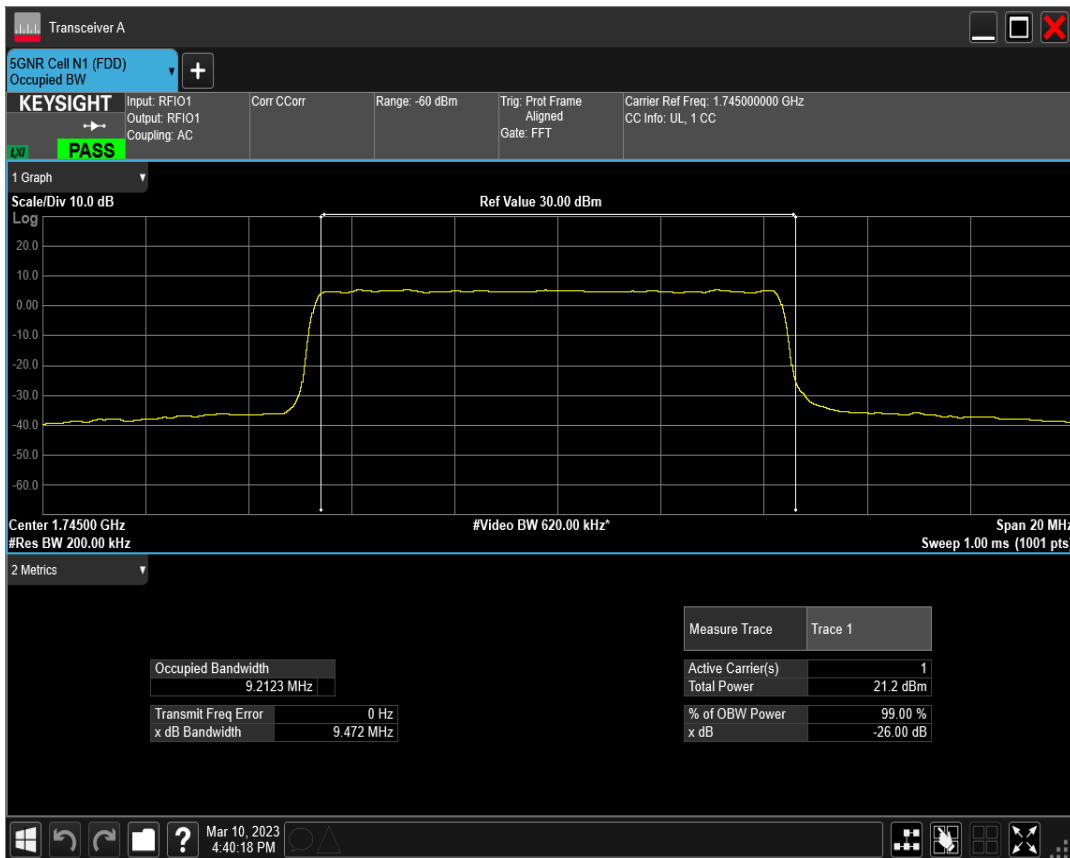 Transceiver A
5GNR Cell N1 (FDD)
Occupied BW
KEYSIGHT
LXI
PASS
Input: RFIO1
Output: RFIO1
Coupling: AC
Corr CCorr
Range: -60 dBm
Trig: Prot Frame
Aligned
Gate: FFT
Carrier Ref Freq: 1.745000000 GHz
CC Info: UL, 1 CC
1 Graph
Scale/Div 10.0 dB
Ref Value 30.00 dBm
Log
20.0
10.0
0.00
-10.0
-20.0
-30.0
-40.0
-50.0
-60.0
Center 1.74500 GHz
#Video BW 620.00 kHz*
Span 20 MHz
#Res BW 200.00 kHz
Sweep 1.00 ms (1001 pts)
2 Metrics
Measure Trace Trace 1
Occupied Bandwidth
9.2123 MHz
Active Carrier(s) 1
Total Power 21.2 dBm
Transmit Freq Error 0 Hz
x dB Bandwidth 9.472 MHz
% of OBW Power 99.00 %
x dB -26.00 dB
?
Mar 10, 2023
4:40:18 PM